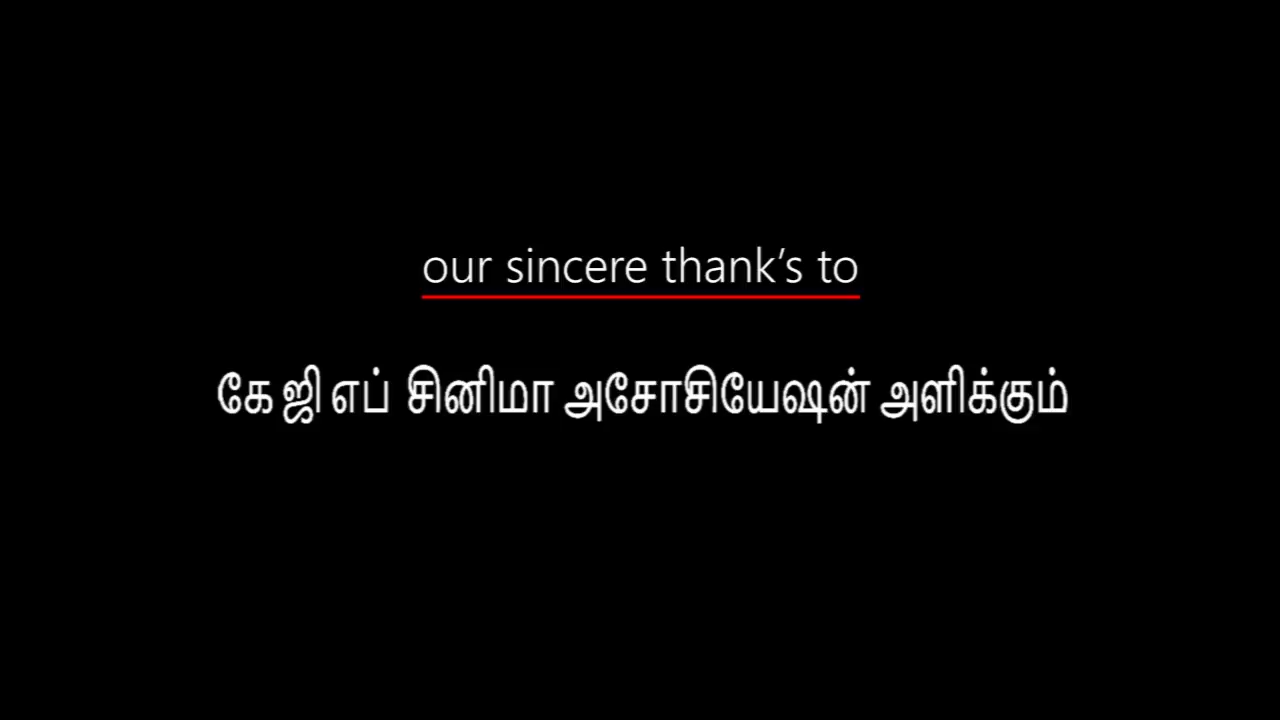 our sincere thank’s to
கே ஜி எப் சினிமா அசோசியேஷன் அளிக்கும்